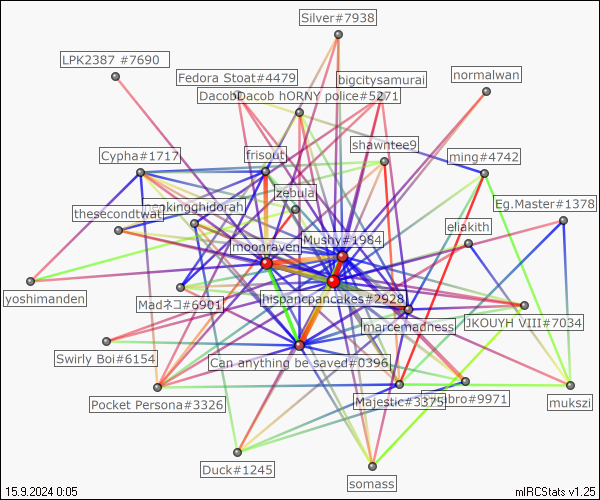 Silver#7938
LPK2387 #7690
Fedora Stoat#4479
bigcitysamurai
normalwan
DacobDacob hORNY police#5271
shawntee9
Cypha#1717
frisout
ming#4742
zebula
Eg.Master#1378
thesecondtwat
eliakith
moonraven
Mushy#1984
yoshimanden
Madネコ#6901
hispancpancakes#2928
marcemadness
JKOUYH VIII#7034
Swirly Boi#6154
Can anything be saved#0396
Pocket Persona#3326
Majestic#3375
#9971
mukszi
Duck#1245
somass
15.9.2024 0:05
mIRCStats v1.25